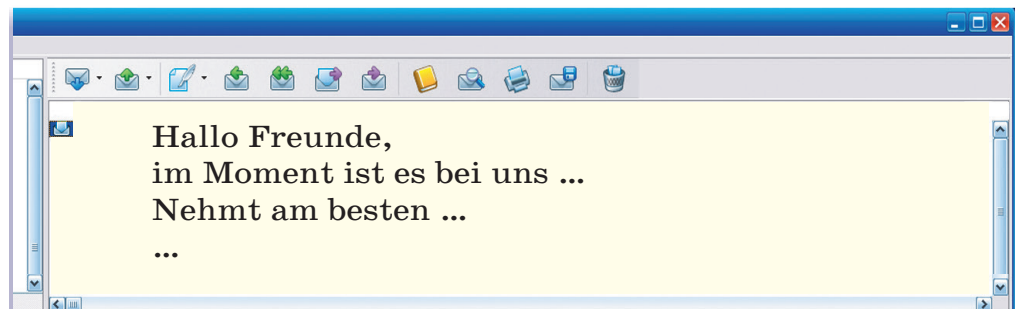 Hallo Freunde,
im Moment ist es bei uns ...
Nehmt am besten ...
...